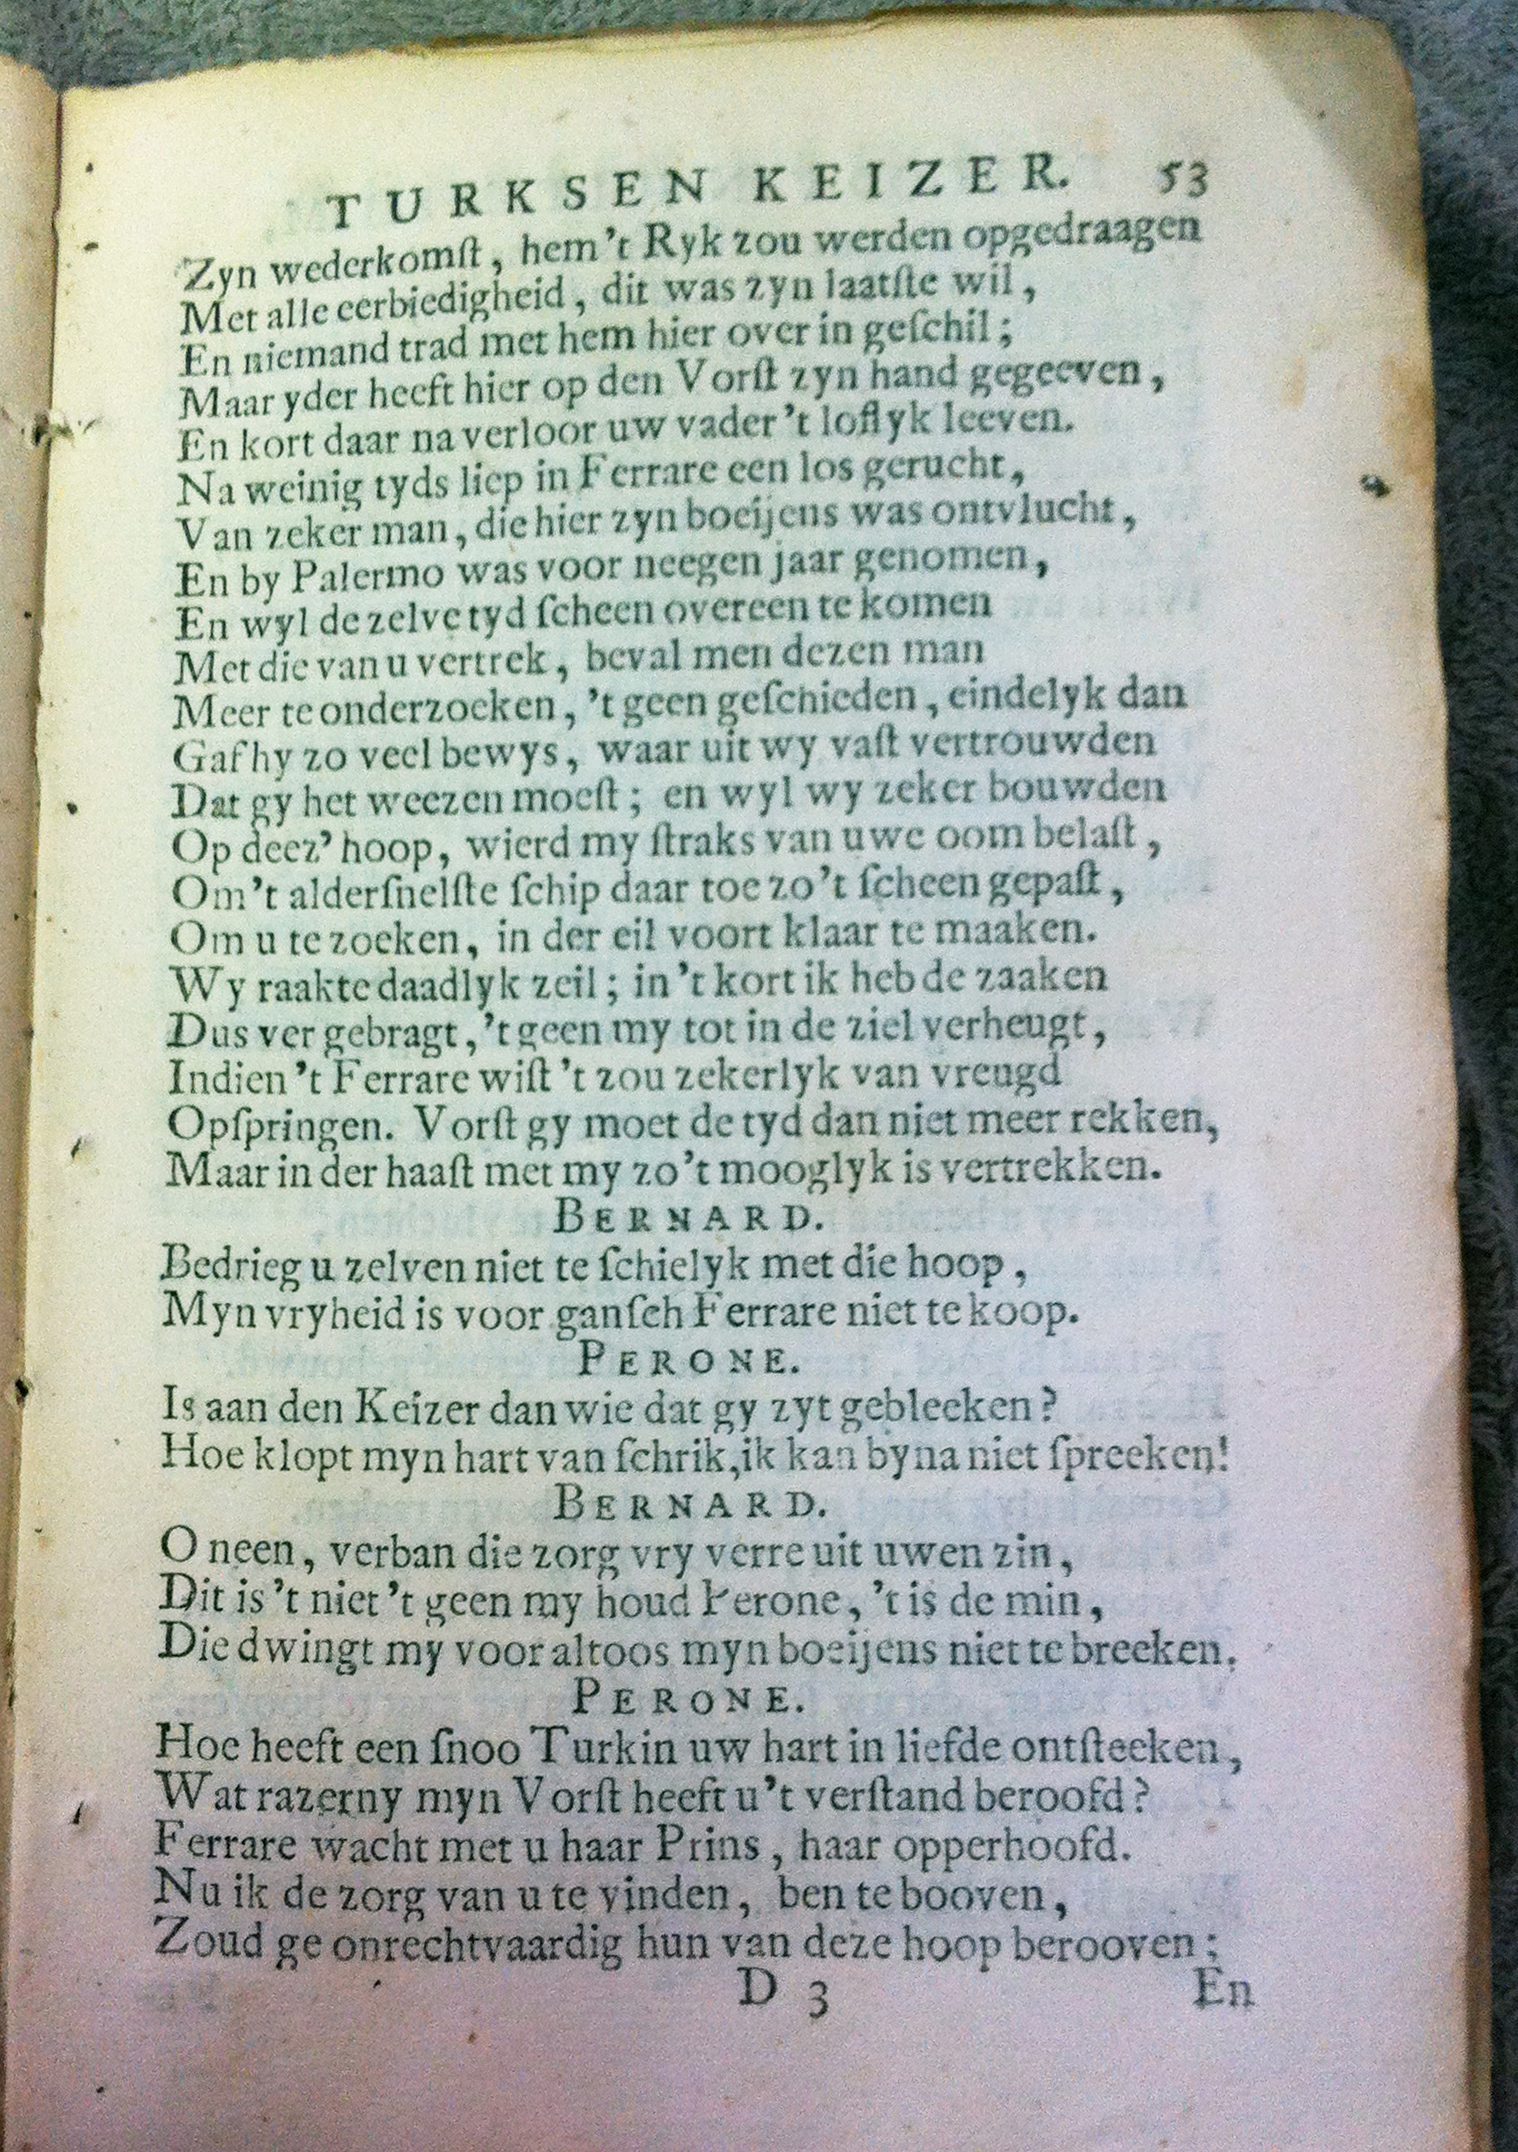 TURKSEN KEIZER. 53
Zyn wederkomſt, hem't Ryk zou werden opgedraagen
Met alle eerbiedigheid, dit was zyn laatſte wil,
En niemand trad met hem hier over in geſchil;
Maar yder heeft hier op den Vorſt zyn hand gegeeven,
En kort daar na verloor uw vader 't loflyk leeven.
Na weinig tyds liep in Ferrare een los gerucht,
Van zeker man, die hier zyn boeijens was ontvlucht,
En by Palermo was voor neegen jaar genomen,
En wyl de zelve tyd ſcheen overeen te komen
Met die van u vertrek, beval men dezen man
Meer te onderzoeken, 't geen geſchieden, eindelyk dan
Gaf hy zo veel bewys, waar uit wy vaſt vertrouwden
Dat gy het weezen moeſt; en wyl wy zeker bouwden
Op deez' hoop, wierd my ſtraks van uwe oom belaſt,
Om't alderſnelſte ſchip daar toe zo't ſcheen gepaſt,
Om u te zoeken, in der eil voort klaar te maaken.
Wy raakte daadlyk zeil; in 't kort ik heb de zaaken
Dus ver gebragt, 't geen my tot in de ziel verheugt,
Indien 't Ferrare wiſt 't zou zekerlyk van vreugd
Opſpringen. Vorſt gy moet de tyd dan niet meer rekken,
Maar in der haaſt met my zo't mooglyk is vertrekken.
BERNARD.
Bedrieg u zelven niet te ſchielyk met die hoop,
Myn vryheid is voor ganſch Ferrare niet te koop.
PERONE.
Is aan den Keizer dan wie dat gy zyt gebleeken?
Hoe klopt myn hart van ſchrik, ik kan byna niet ſpreeken!
BERNARD.
O neen, verban die zorg vry verre uit uwen zin,
Dit is 't niet 't geen my houd Perone, 't is de min,
Die dwingt my voor altoos myn boeijens niet te breeken.
PERONE.
Hoe heeft een ſnoo Turkin uw hart in liefde ontſteeken,
Wat razerny myn Vorſt heeft u't verſtand beroofd?
Ferrare wacht met u haar Prins, haar opperhoofd.
Nu ik de zorg van u te vinden, ben te booven,
Zoud ge onrechtvaardig hun van deze hoop berooven;
D 3 En